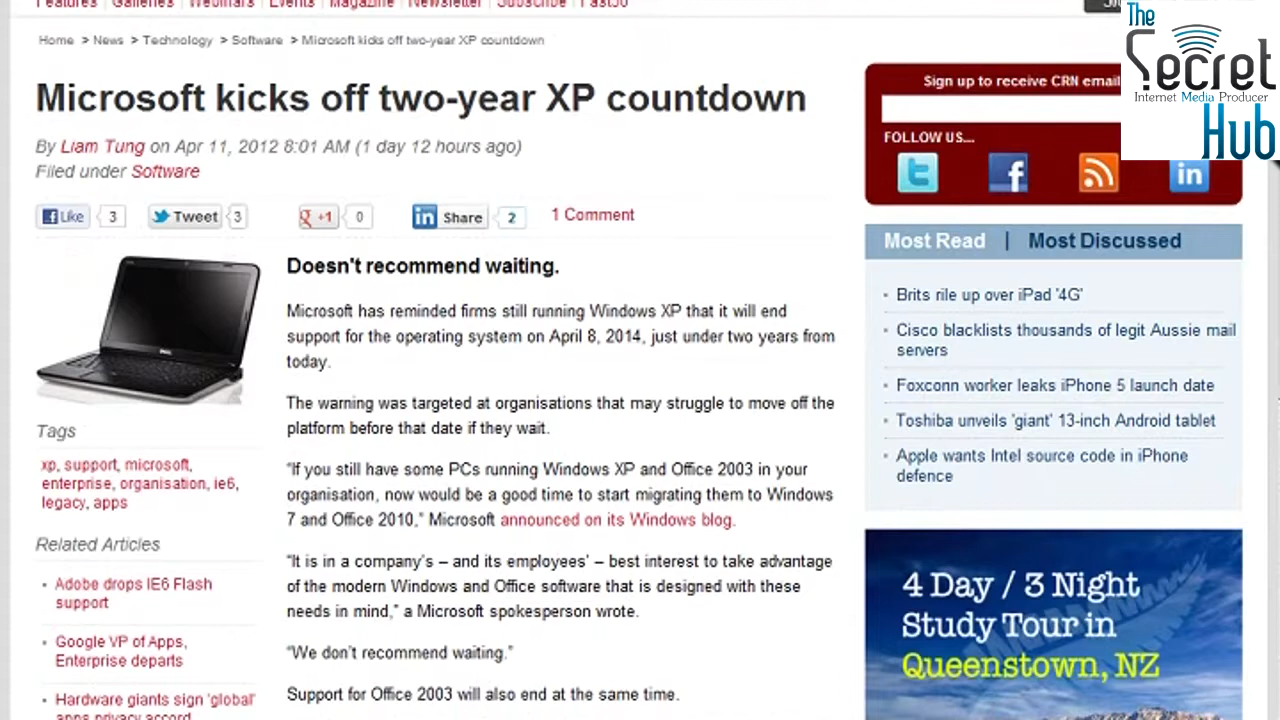 Features Galleries Webinars Events Magazine Newsletter Subscribe Fast50
Home > News > Technology > Software > Microsoft kicks off two-year XP countdown
Microsoft kicks off two-year XP countdown
By Liam Tung on Apr 11, 2012 8:01 AM (1 day 12 hours ago)
Filed under Software
Like 3 Tweet 3 +1 0 in Share 2 1 Comment
Doesn't recommend waiting.
Microsoft has reminded firms still running Windows XP that it will end
support for the operating system on April 8, 2014, just under two years from
today.
The warning was targeted at organisations that may struggle to move off the
platform before that date if they wait.
“If you still have some PCs running Windows XP and Office 2003 in your
organisation, now would be a good time to start migrating them to Windows
7 and Office 2010,” Microsoft announced on its Windows blog.
“It is in a company’s – and its employees’ – best interest to take advantage
of the modern Windows and Office software that is designed with these
needs in mind,” a Microsoft spokesperson wrote.
“We don’t recommend waiting.”
Support for Office 2003 will also end at the same time.
Tags
xp, support, microsoft,
enterprise, organisation, ie6,
legacy, apps
Related Articles
Adobe drops IE6 Flash
support
Google VP of Apps,
Enterprise departs
Hardware giants sign 'global'
apps privacy accord
Sign up to receive CRN email
FOLLOW US....
The
Secret
Internet Media Producer
Hub
Most Read | Most Discussed
Brits rile up over iPad '4G'
Cisco blacklists thousands of legit Aussie mail
servers
Foxconn worker leaks iPhone 5 launch date
Toshiba unveils 'giant' 13-inch Android tablet
Apple wants Intel source code in iPhone
defence
4 Day / 3 Night
Study Tour in
Queenstown, NZ